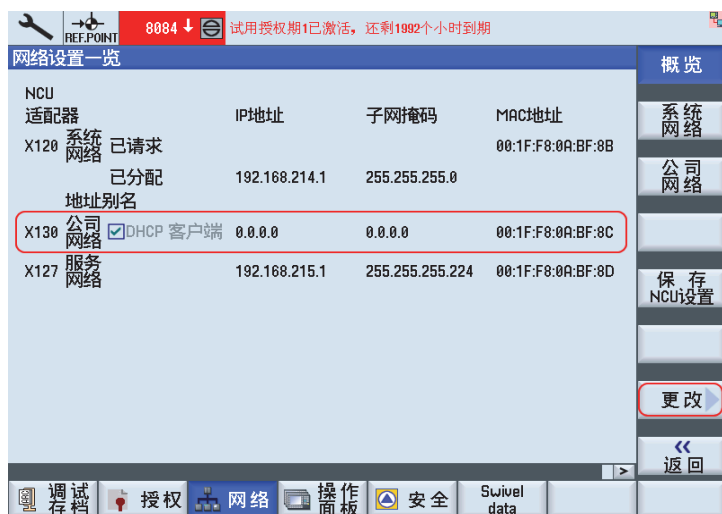 REF.POINT
8084 试用授权期1已激活，还剩1992个小时到期
网络设置一览
NCU
适配器 IP地址 子网掩码 MAC地址
X120 系统网络 已请求 00:1F:F8:0A:BF:8B
已分配 192.168.214.1 255.255.255.0
地址别名
X130 公司网络 DHCP 客户端 0.0.0.0 0.0.0.0 00:1F:F8:0A:BF:8C
X127 服务网络 192.168.215.1 255.255.255.224 00:1F:F8:0A:BF:8D
概览
系统
网络
公司
网络
保存
NCU设置
更改
返回
调试存档 授权 网络 操作面板 安全 Swivel data